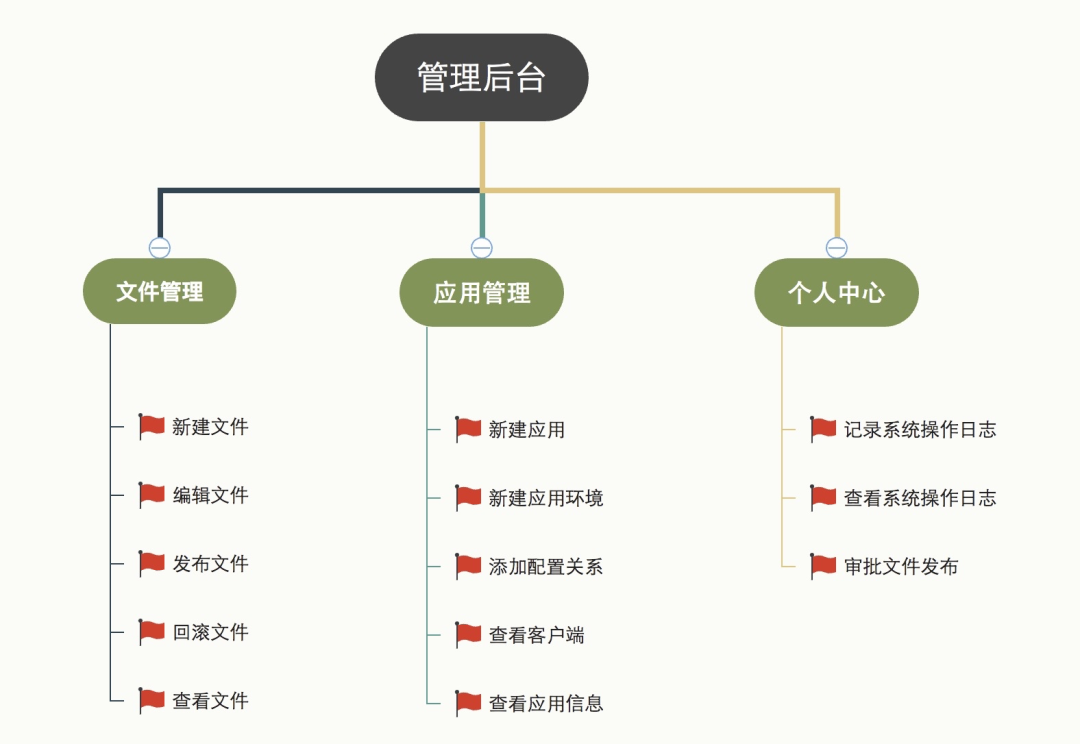 管理后台
文件管理
新建文件
编辑文件
发布文件
回滚文件
查看文件
应用管理
新建应用
新建应用环境
添加配置关系
查看客户端
查看应用信息
个人中心
记录系统操作日志
查看系统操作日志
审批文件发布